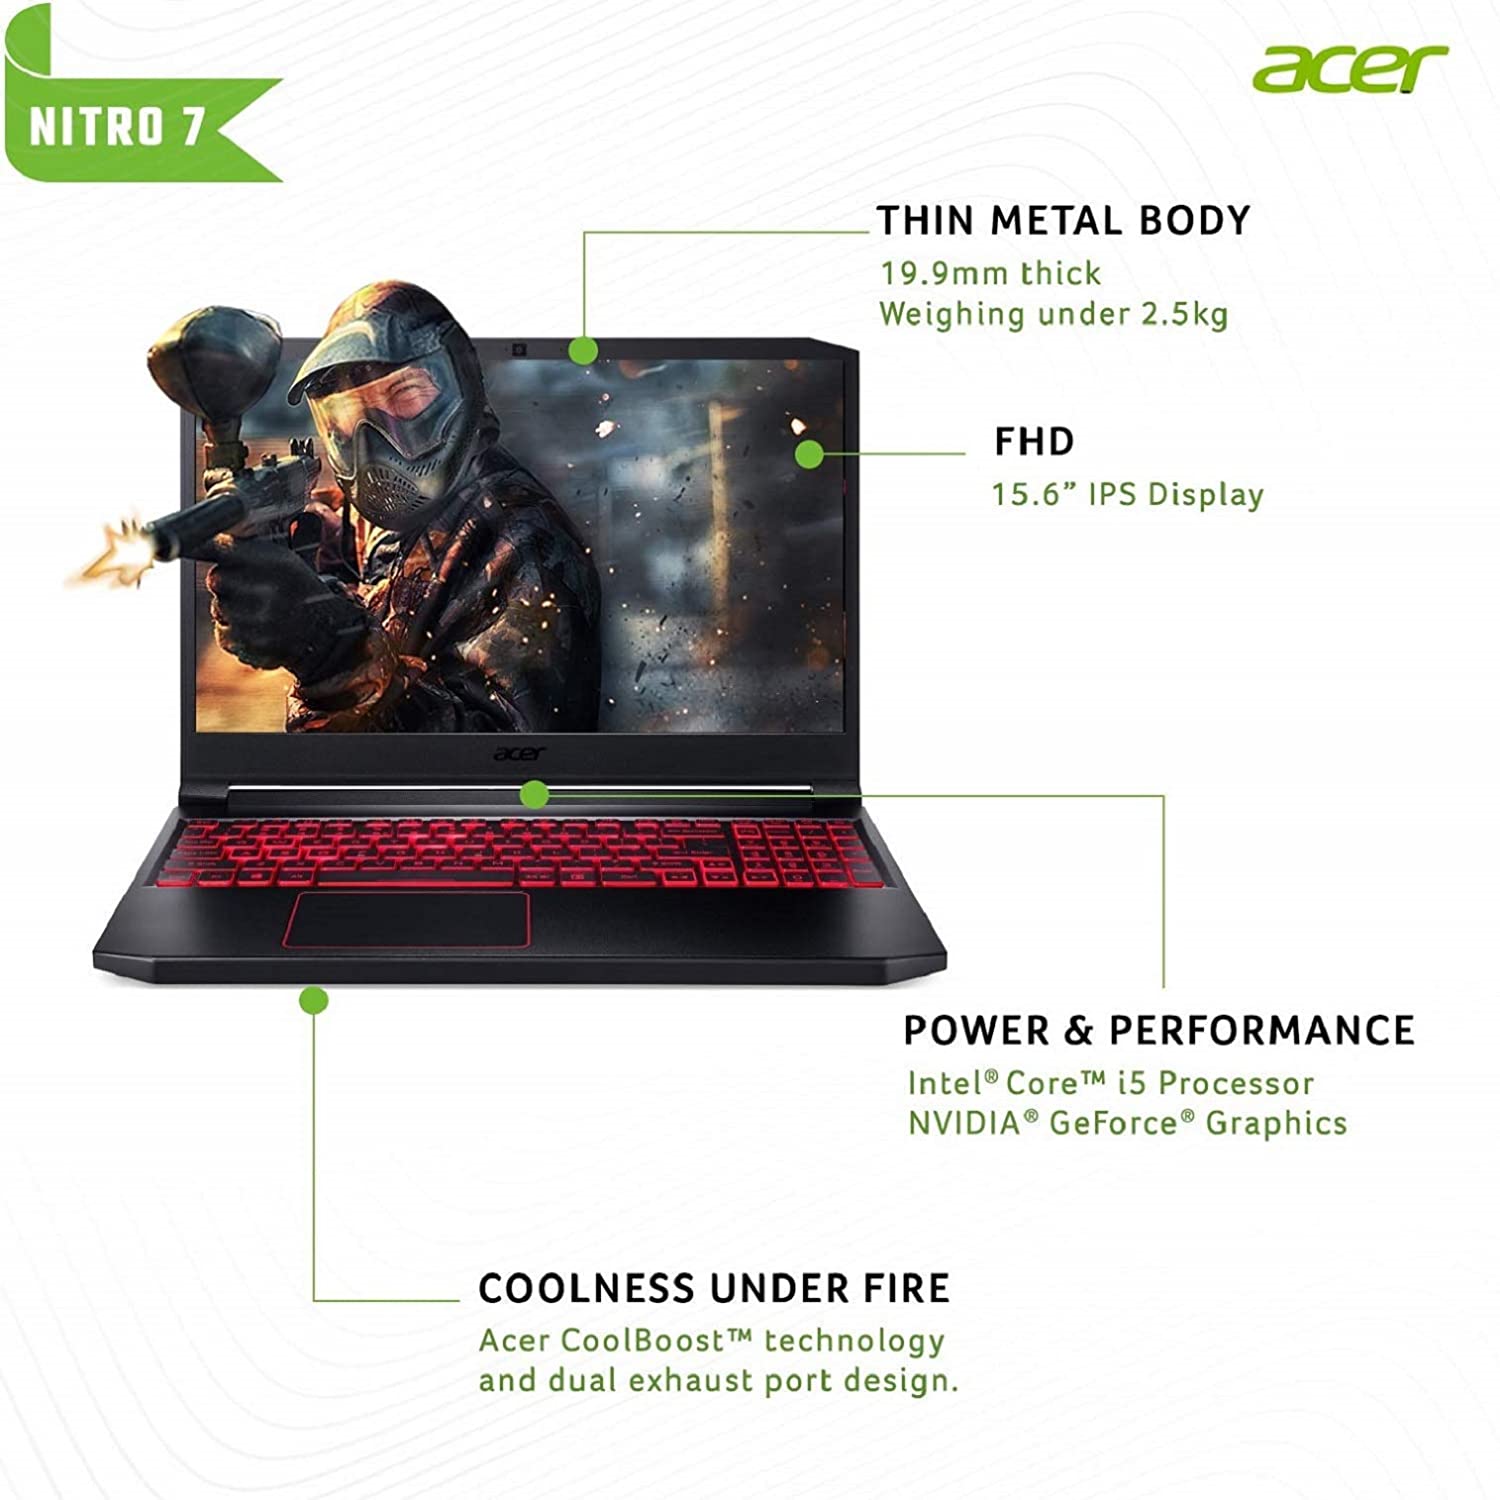 NITRO 7
acer
THIN METAL BODY
19.9mm thick
Weighing under 2.5kg
FHD
15.6” IPS Display
acer
POWER & PERFORMANCE
Intel® Core™ i5 Processor
NVIDIA® GeForce® Graphics
COOLNESS UNDER FIRE
Acer CoolBoost™ technology
and dual exhaust port design.